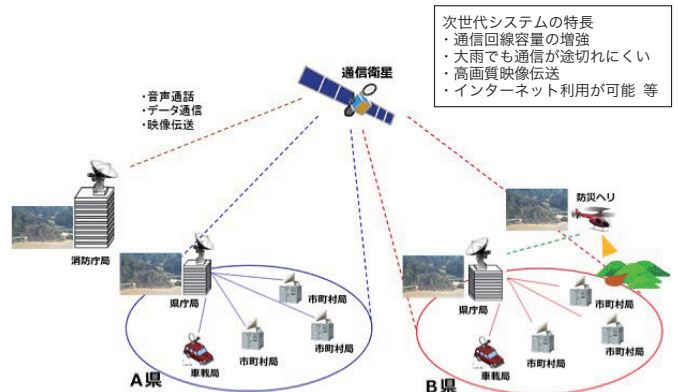 次世代システムの特長
・通信回線容量の増強
・大雨でも通信が途切れにくい
・高画質映像伝送
・インターネット利用が可能 等
通信衛星
・音声通話
・データ通信
・映像伝送
消防庁局
県庁局
市町村局
市町村局
市町村局
車載局
A県
防災ヘリ
県庁局
市町村局
市町村局
市町村局
車載局
B県